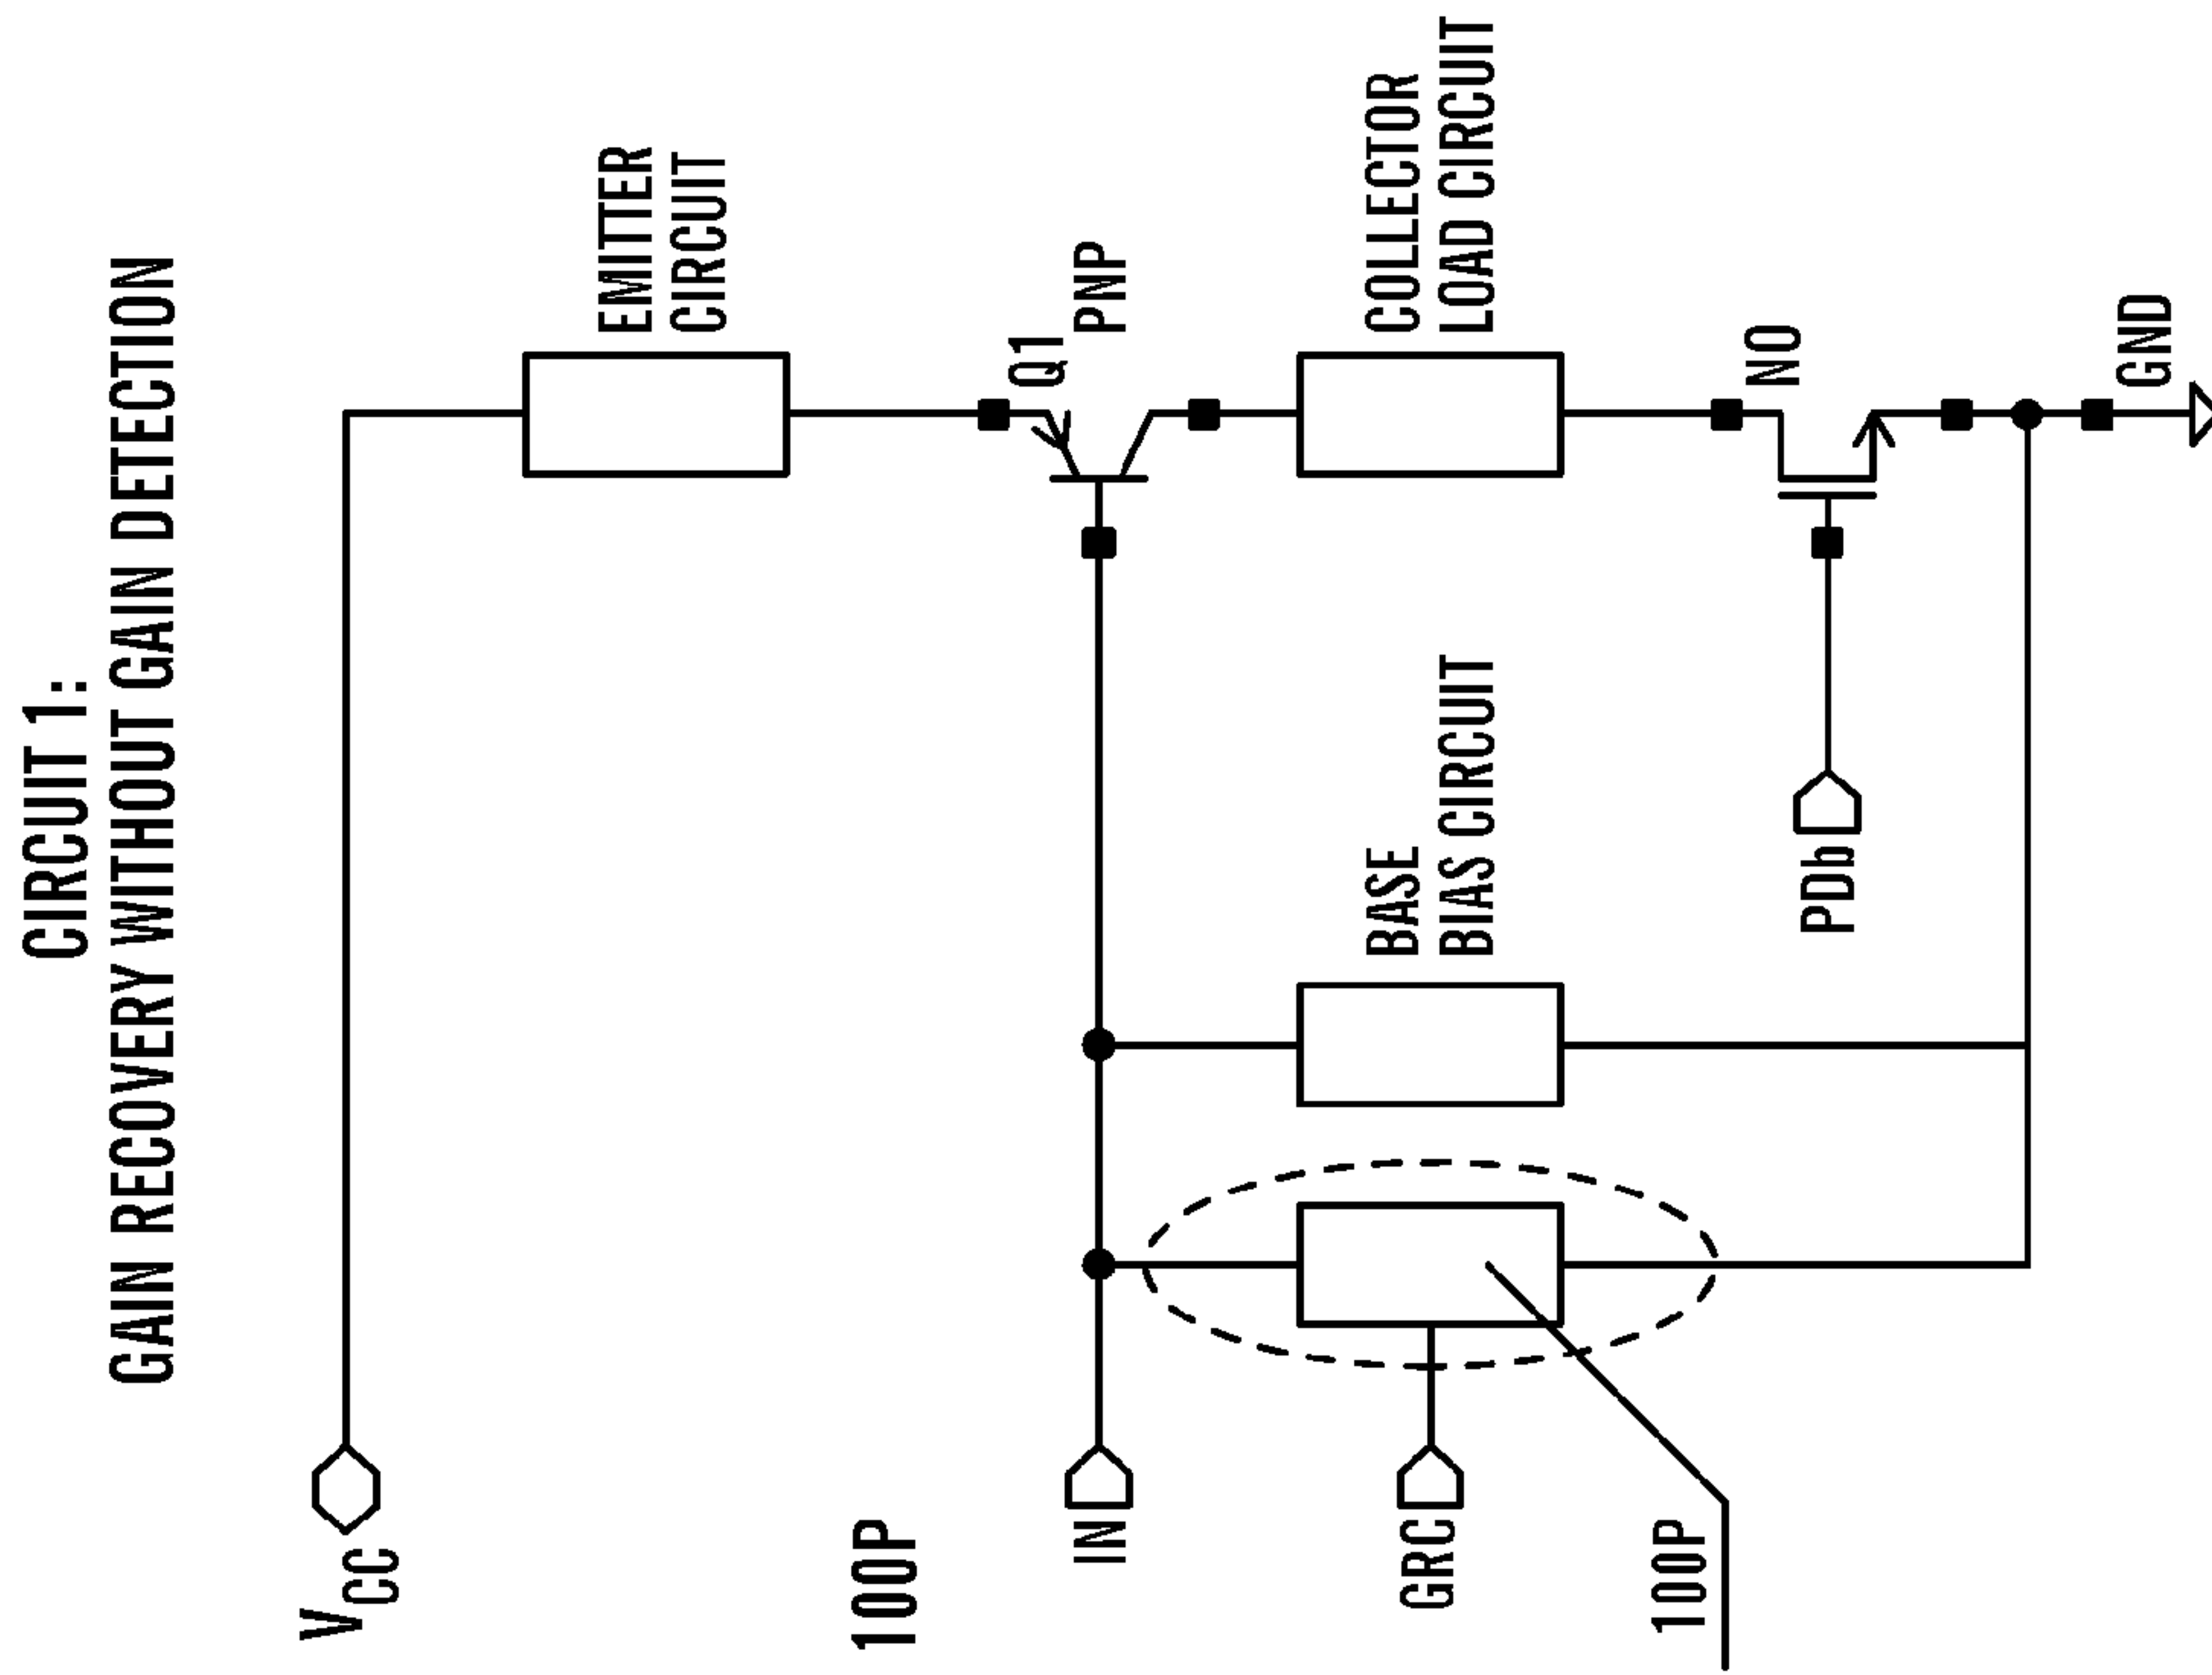 CIRCUIT 1:
GAIN RECOVERY WITHOUT GAIN DETECTION
VCC
EMITTER
CIRCUIT
100P
Q1
PNP
IN
BASE
BIAS CIRCUIT
COLLECTOR
LOAD CIRCUIT
GRC
100P
NO
PDb
GND